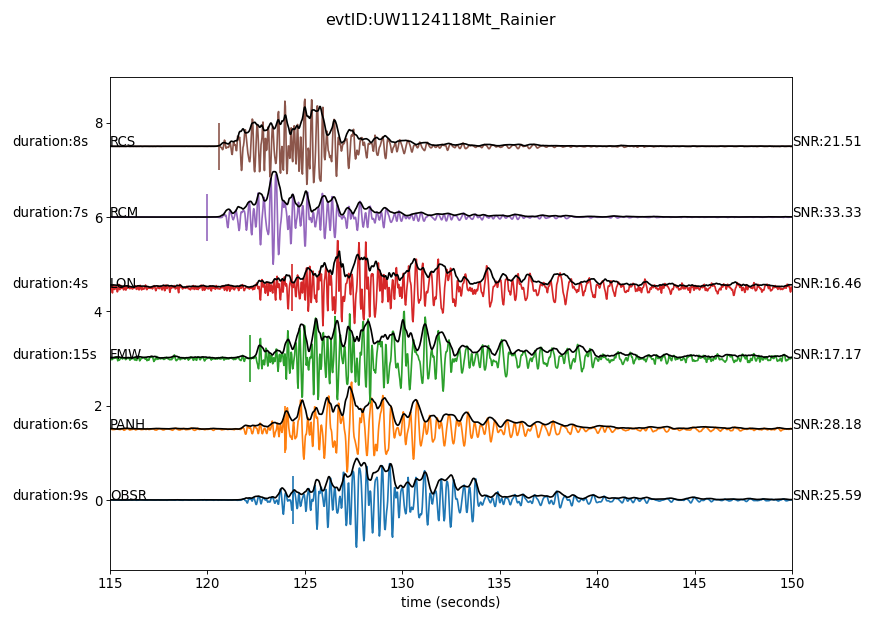 evtID:UW1124118Mt_Rainier
8
duration:8s RCS SNR:21.51
duration:7s RCM SNR:33.33
6
duration:4s LON SNR:16.46
4
duration:15s FMW SNR:17.17
2
duration:6s PANH SNR:28.18
duration:9s 0 OBSR SNR:25.59
115 120 125 130 135 140 145 150
time (seconds)